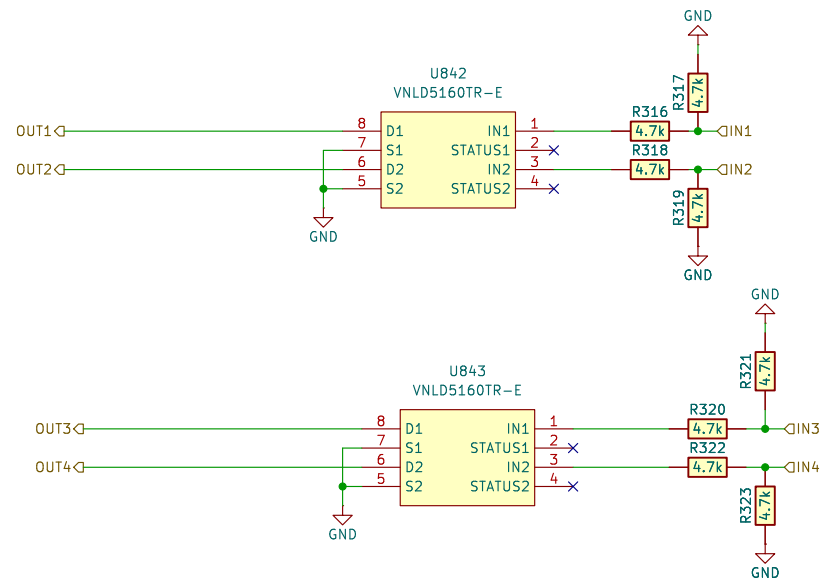 GND
R317
4.7k
U842
VNLD5160TR-E
R316
4.7k
OUT1
8 D1
IN1 1
IN1
7 S1
STATUS1 2
R318
4.7k
OUT2
6 D2
IN2 3
IN2
5 S2
STATUS2 4
R319
4.7k
GND
GND
GND
R321
4.7k
U843
VNLD5160TR-E
R320
4.7k
OUT3
8 D1
IN1 1
IN3
7 S1
STATUS1 2
R322
4.7k
OUT4
6 D2
IN2 3
IN4
5 S2
STATUS2 4
R323
4.7k
GND
GND